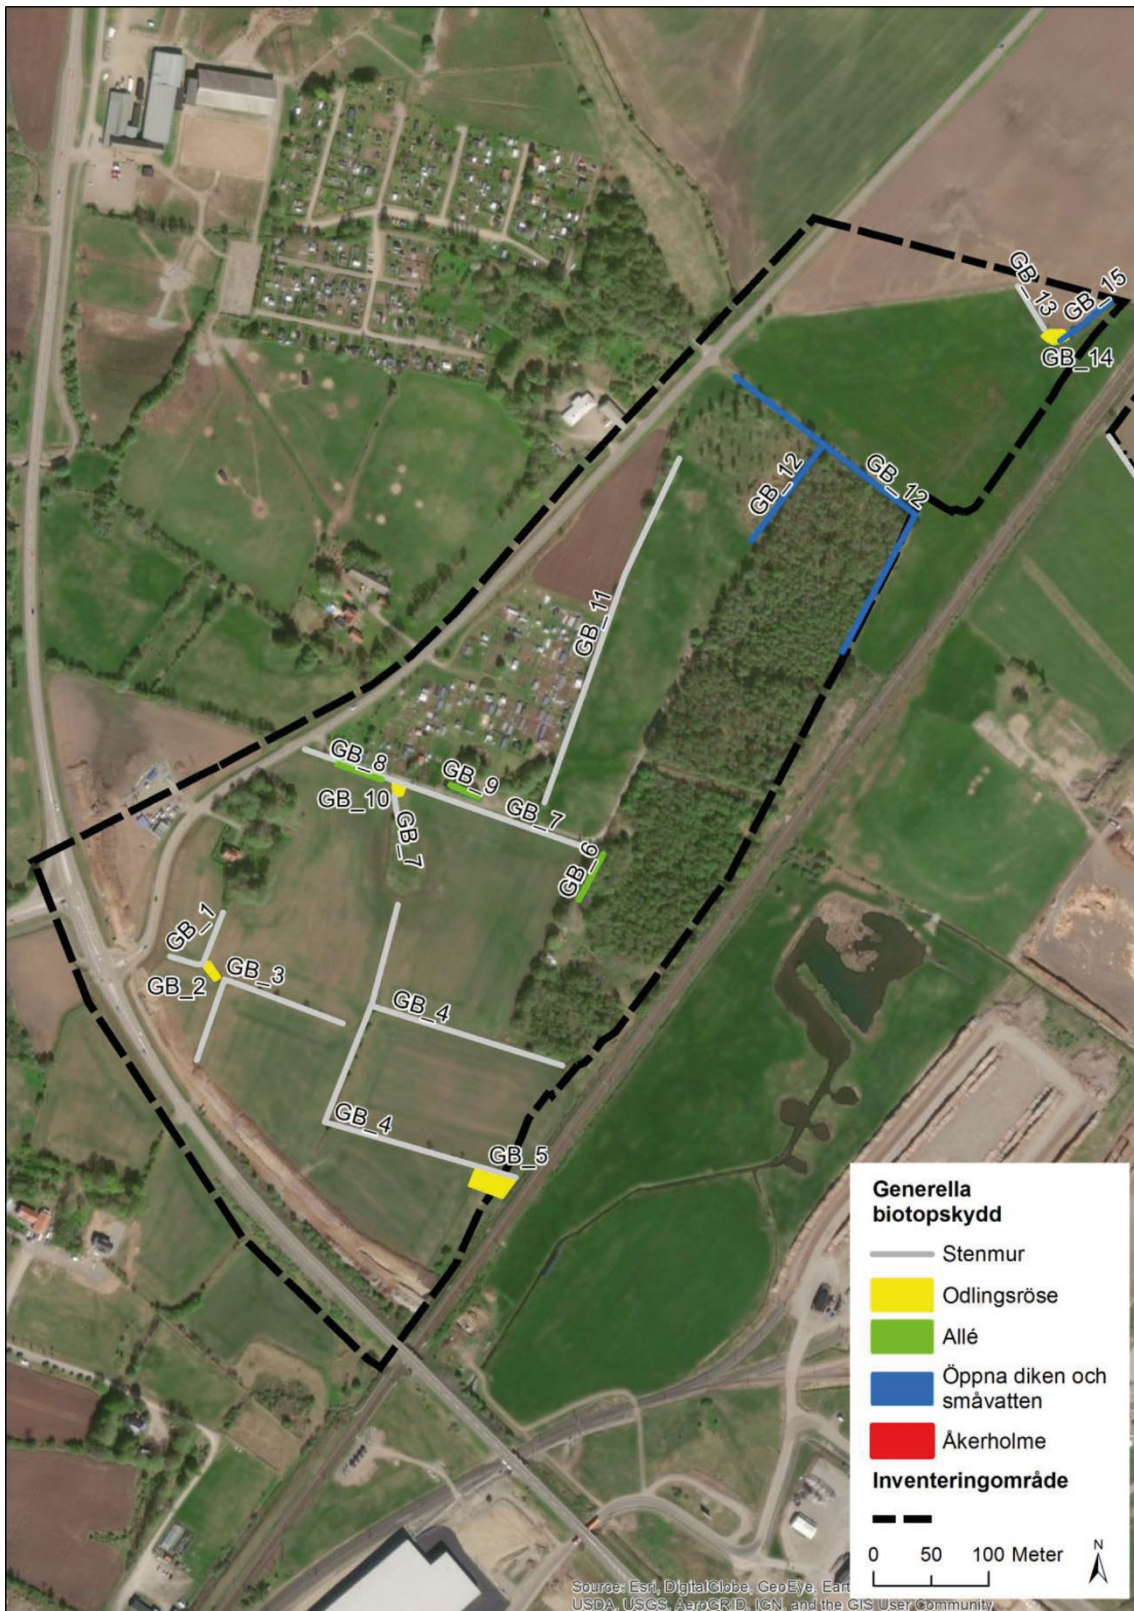 GB_13
GB_15
GB_14
GB_12
GB_12
GB_11
GB_8
GB_9
GB_10
GB_7
GB_7
GB_6
GB_1
GB_3
GB_2
GB_4
GB_4
GB_5
Generella
biotopskydd
Stenmur
Odlingsröse
Allé
Öppna diken och
småvatten
Åkerholme
Inventeringområde
N
0 50 100 Meter
Source: Esri, DigitalGlobe, GeoEye, Eart
USDA, USGS, AeroGRID, IGN, and the GIS User Community,